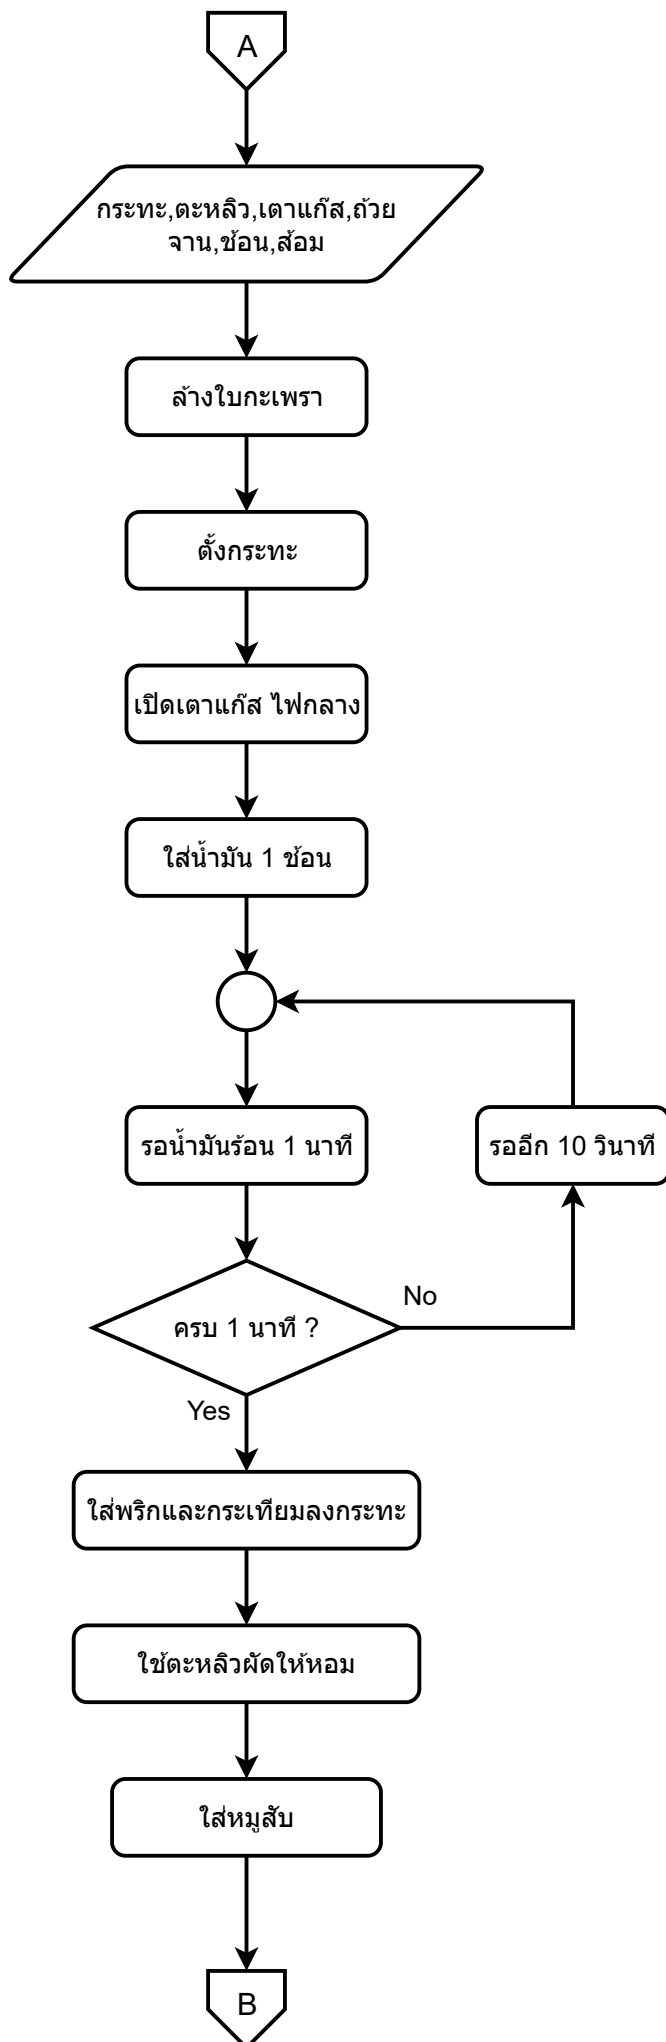 A
กระทะ,ตะหลิว,เตาแก๊ส,ถ้วย
จาน,ช้อน,ส้อม
ล้างใบกะเพรา
ตั้งกระทะ
เปิดเตาแก๊ส ไฟกลาง
ใส่น้ำมัน 1 ช้อน
รอน้ำมันร้อน 1 นาที
รออีก 10 วินาที
ครบ 1 นาที ?
No
Yes
ใส่พริกและกระเทียมลงกระทะ
ใช้ตะหลิวผัดให้หอม
ใส่หมูสับ
B